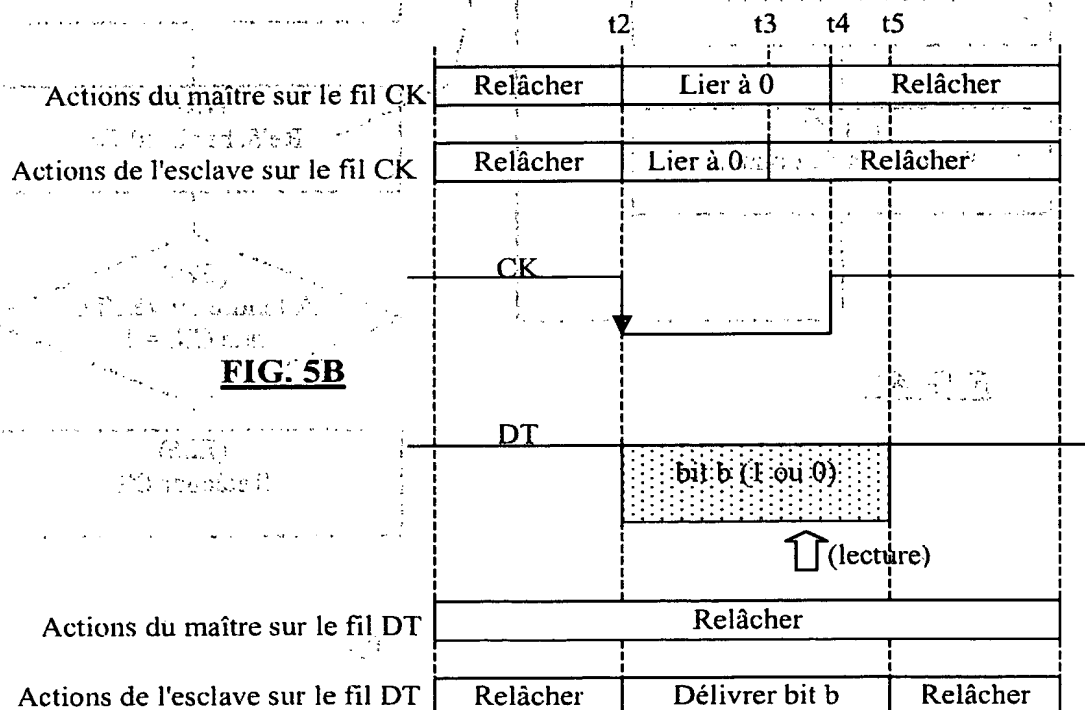 t2 t3 t4 t5
Actions du maître sur le fil CK Relâcher Lier à 0 Relâcher
Actions de l'esclave sur le fil CK Relâcher Lier à 0 Relâcher
CK
FIG. 5B
DT
bit b (1 ou 0)
(lecture)
Actions du maître sur le fil DT Relâcher
Actions de l'esclave sur le fil DT Relâcher Délivrer bit b Relâcher